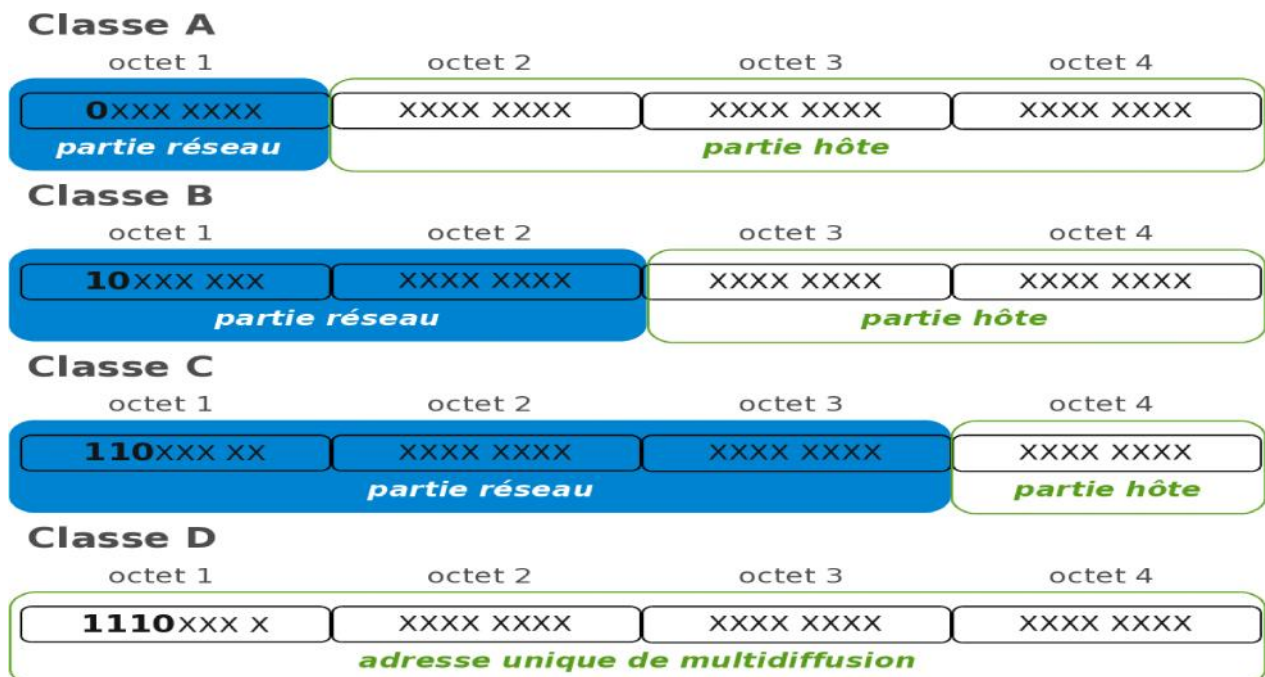 Classe A
octet 1 octet 2 octet 3 octet 4
0xxx xxxx xxxx xxxx xxxx xxxx xxxx xxxx
partie réseau partie hôte
Classe B
octet 1 octet 2 octet 3 octet 4
10xxx xxx xxxx xxxx xxxx xxxx xxxx xxxx
partie réseau partie hôte
Classe C
octet 1 octet 2 octet 3 octet 4
110xxx xx xxxx xxxx xxxx xxxx xxxx xxxx
partie réseau partie hôte
Classe D
octet 1 octet 2 octet 3 octet 4
1110xxx x xxxx xxxx xxxx xxxx xxxx xxxx
adresse unique de multidiffusion